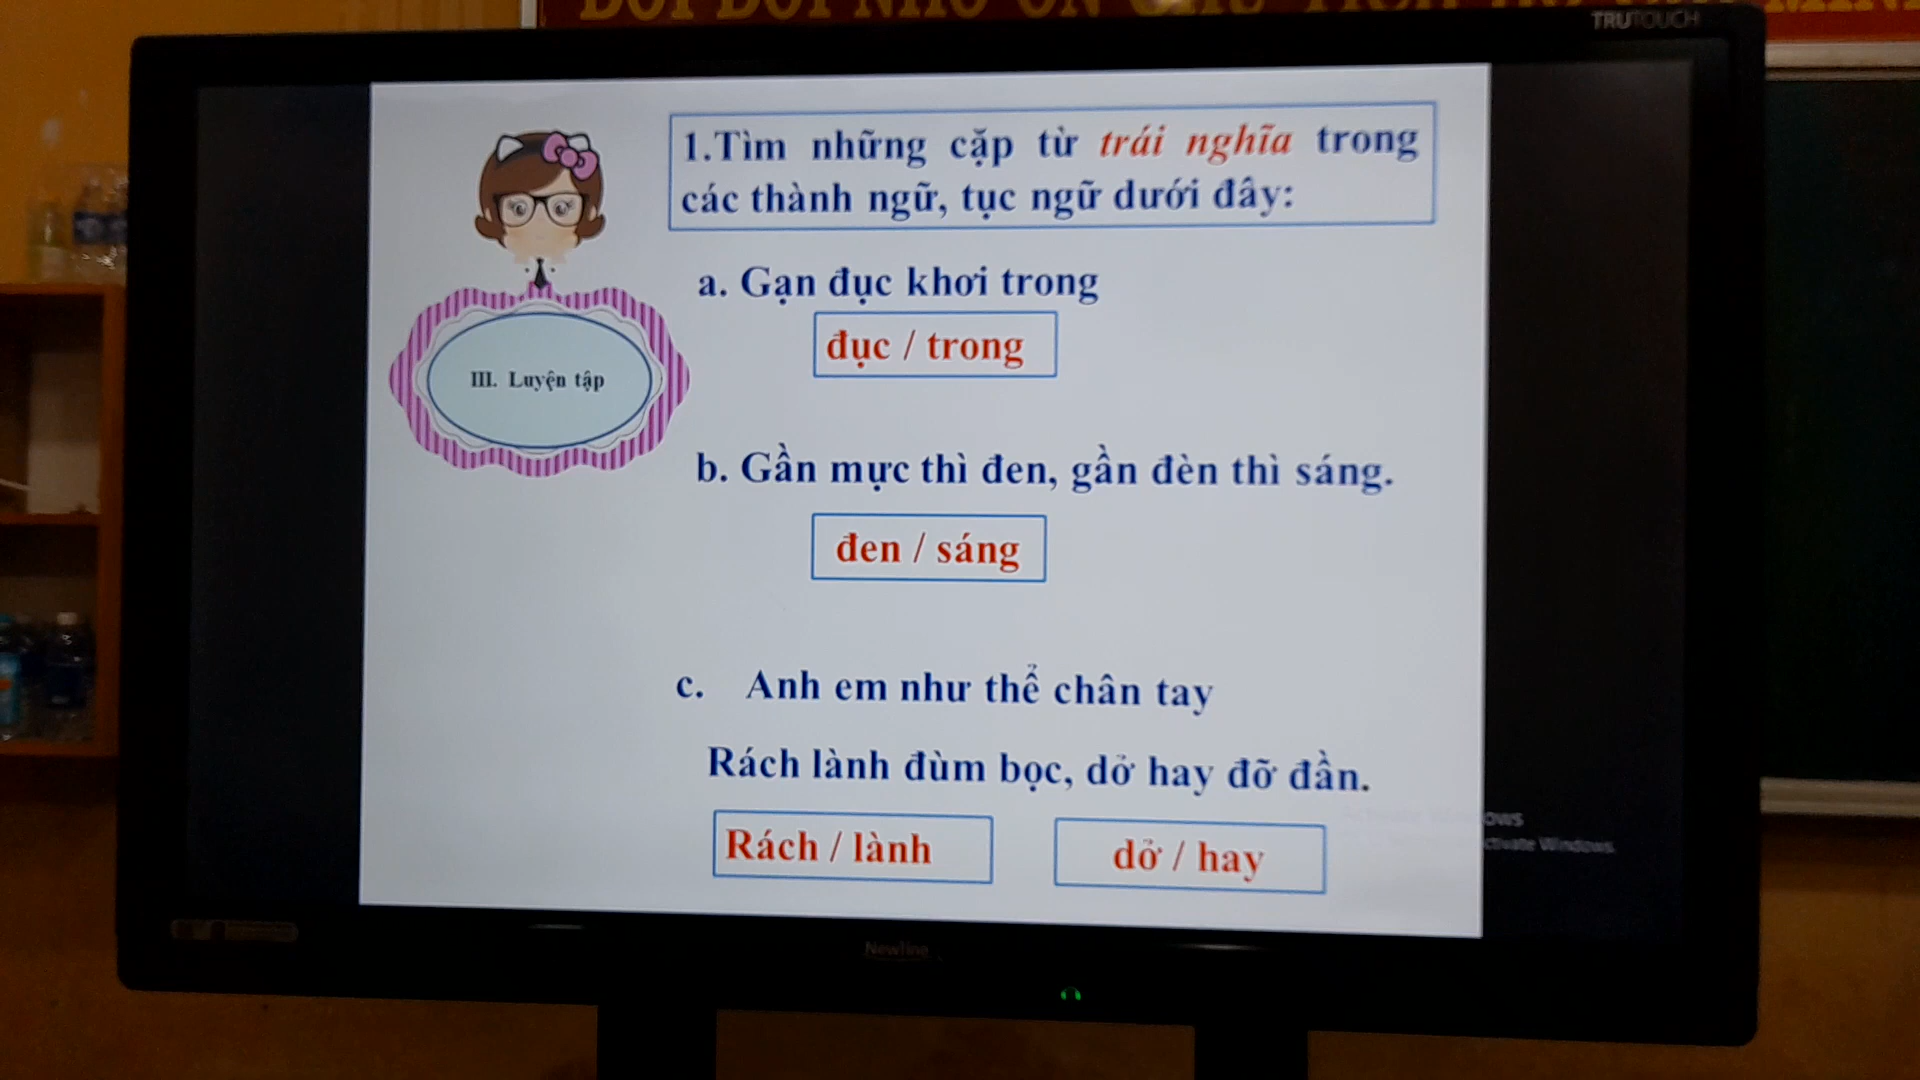 TRUTOUCH
1.Tìm những cặp từ trái nghĩa trong
các thành ngữ, tục ngữ dưới đây:
a. Gạn đục khơi trong
đục / trong
III. Luyện tập
b. Gần mực thì đen, gần đèn thì sáng.
đen / sáng
c. Anh em như thể chân tay
Rách lành đùm bọc, dở hay đỡ đần.
Rách / lành
dở / hay
Newline